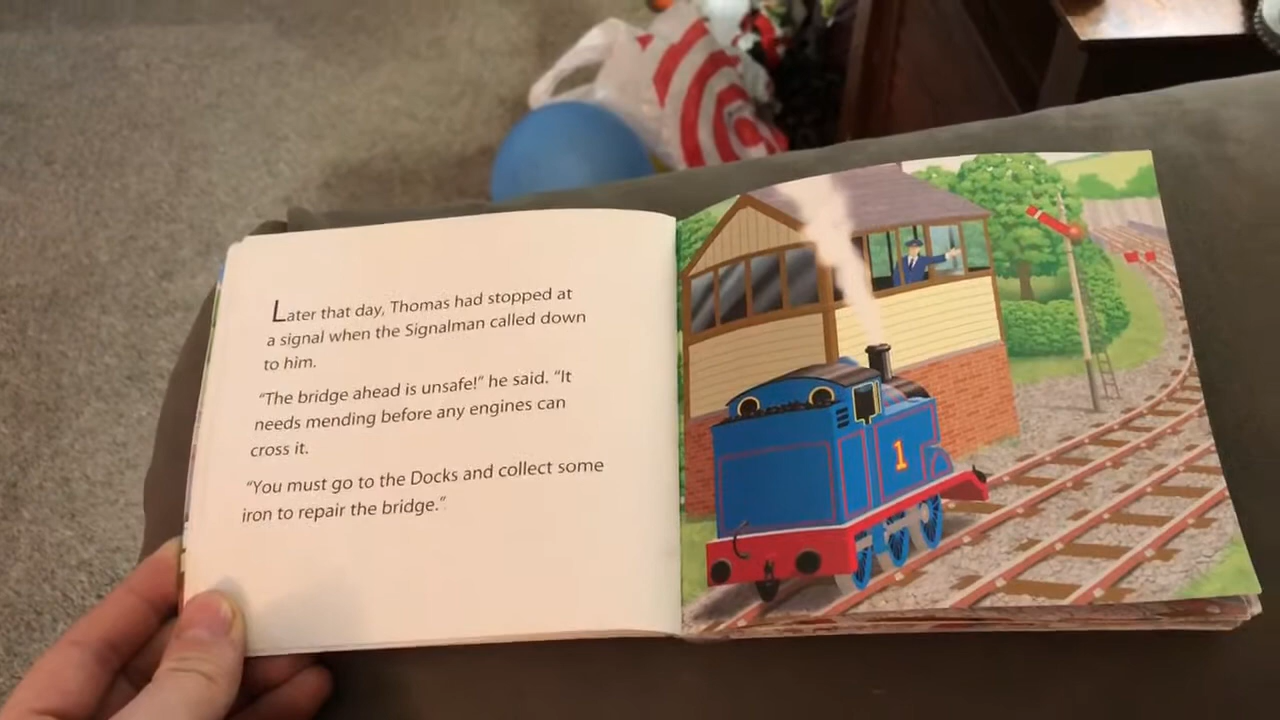 Later that day, Thomas had stopped at
a signal when the Signalman called down
to him.
“The bridge ahead is unsafe!” he said. “It
needs mending before any engines can
cross it.
“You must go to the Docks and collect some
iron to repair the bridge.”
1